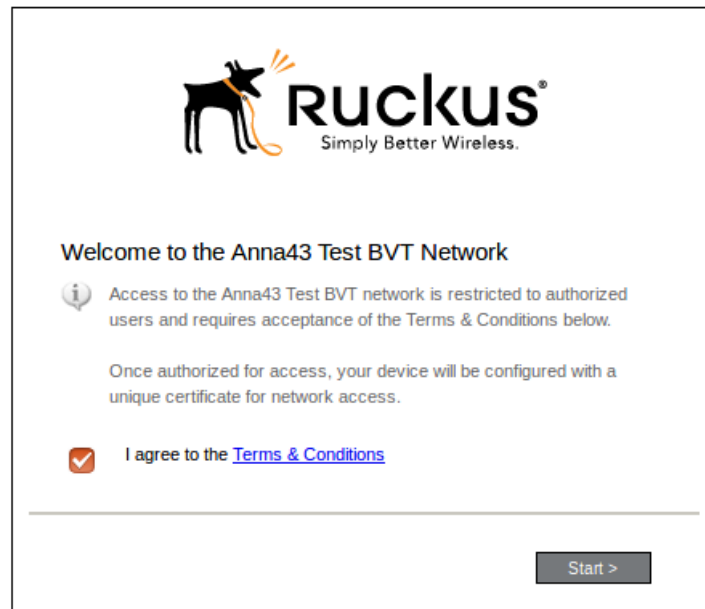 Ruckus®
Simply Better Wireless.
Welcome to the Anna43 Test BVT Network
Access to the Anna43 Test BVT network is restricted to authorized
users and requires acceptance of the Terms & Conditions below.
Once authorized for access, your device will be configured with a
unique certificate for network access.
I agree to the Terms & Conditions
Start >